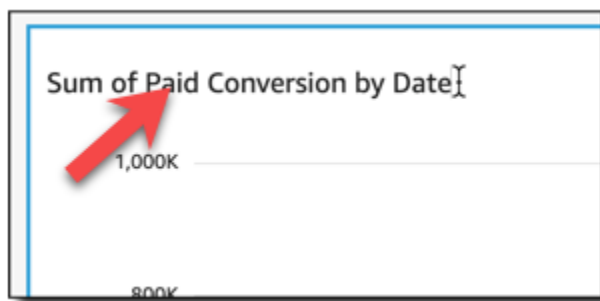 Sum of Paid Conversion by Date
1,000K
800K